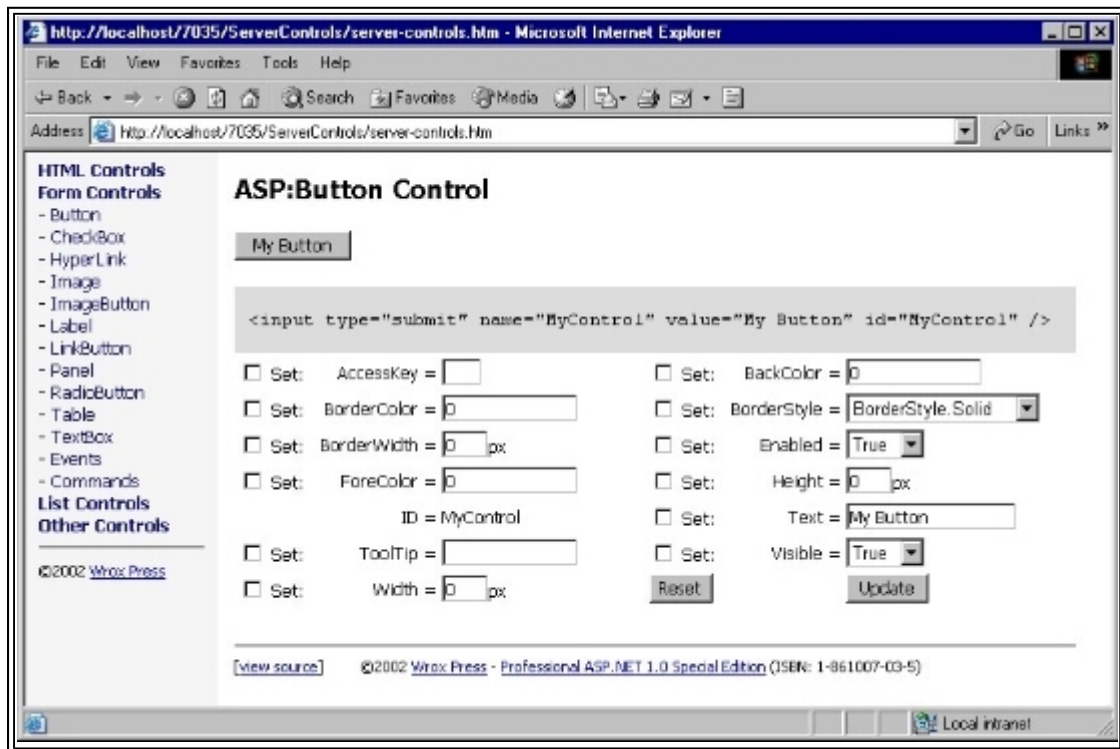 http://localhost/7035/ServerControls/server-controls.htm - Microsoft Internet Explorer
File Edit View Favorites Tools Help
Back Search Favorites Media
Address http://localhost/7035/ServerControls/server-controls.htm Go Links »
HTML Controls
Form Controls
- Button
- CheckBox
- HyperLink
- Image
- ImageButton
- Label
- LinkButton
- Panel
- RadioButton
- Table
- TextBox
- Events
- Commands
List Controls
Other Controls
©2002 Wrox Press
ASP:Button Control
My Button
<input type="submit" name="MyControl" value="My Button" id="MyControl" />
Set: AccessKey = Set: BackColor = 0
Set: BorderColor = 0 Set: BorderStyle = BorderStyle.Solid
Set: BorderWidth = 0 px Set: Enabled = True
Set: ForeColor = 0 Set: Height = 0 px
ID = MyControl Set: Text = My Button
Set: ToolTip = Set: Visible = True
Set: Width = 0 px Reset Update
[view source] ©2002 Wrox Press - Professional ASP.NET 1.0 Special Edition (ISBN: 1-861007-03-5)
Local intranet